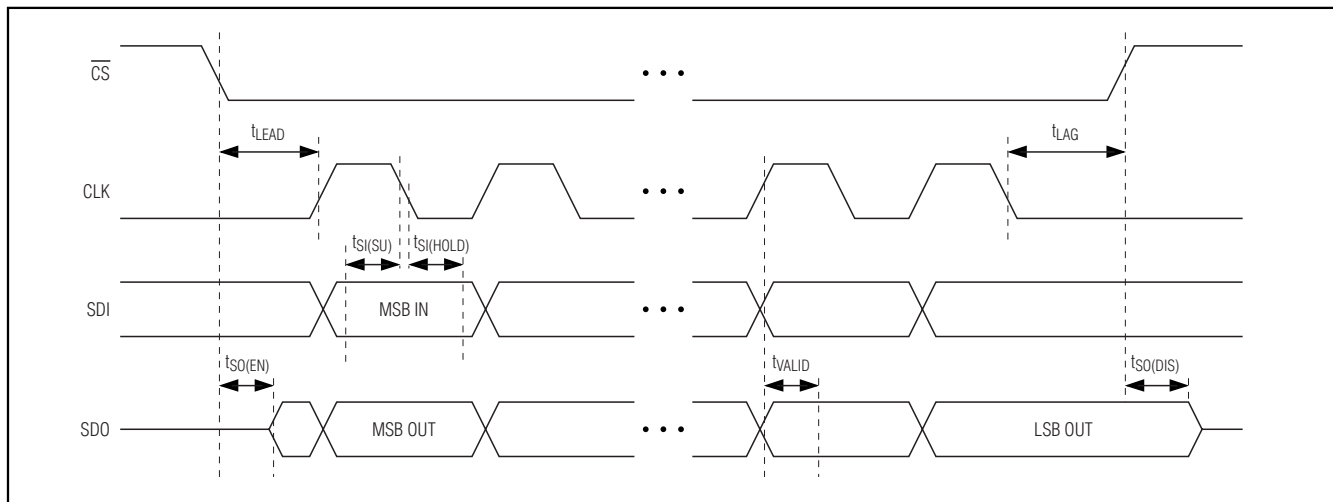 CS
tLEAD
tLAG
CLK
tSI(SU)
tSI(HOLD)
SDI
MSB IN
tSO(EN)
tVALID
tSO(DIS)
SDO
MSB OUT
LSB OUT